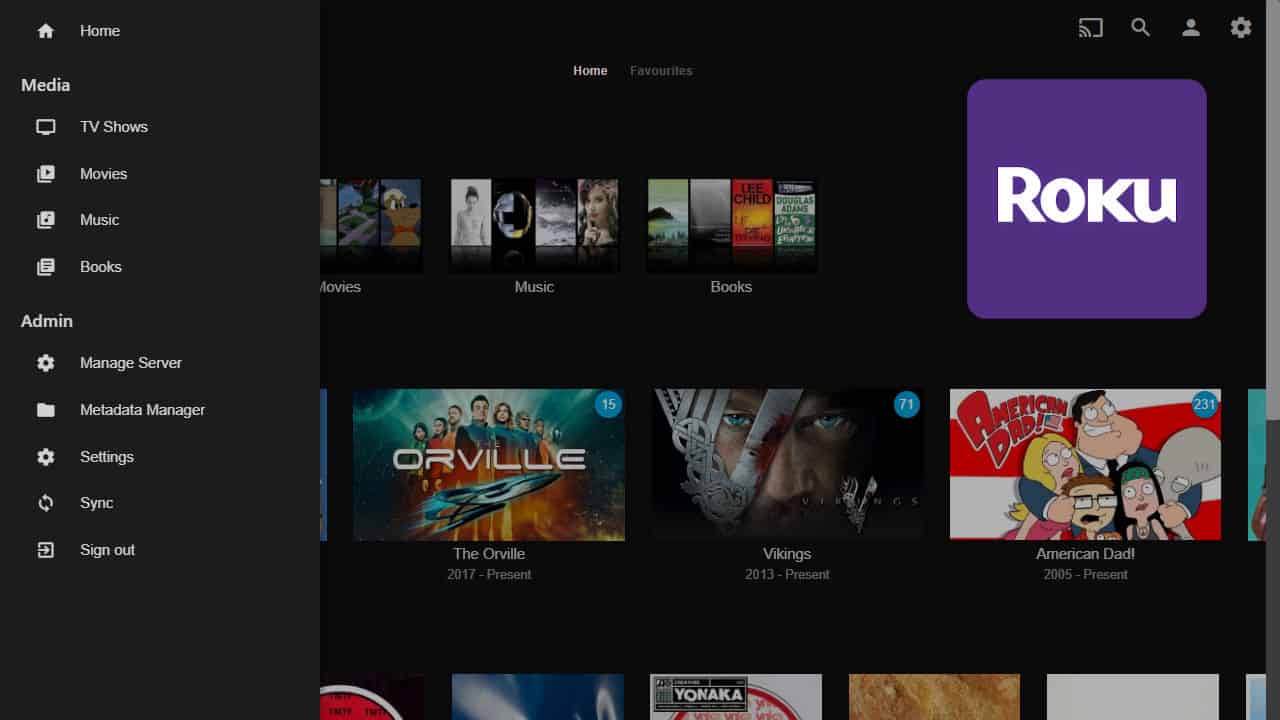 Home
Media
TV Shows
Movies
Music
Books
Admin
Manage Server
Metadata Manager
Settings
Sync
Sign out
Home Favourites
ROKU
LEE
CHILD
DOUGLAS
ADAMS
Movies
Music
Books
15
THE
ORVILLE
71
VIKINGS
231
AMERICAN
DAD!
The Orville
2017 - Present
Vikings
2013 - Present
American Dad!
2005 - Present
TMTF TMTF
YONAKA